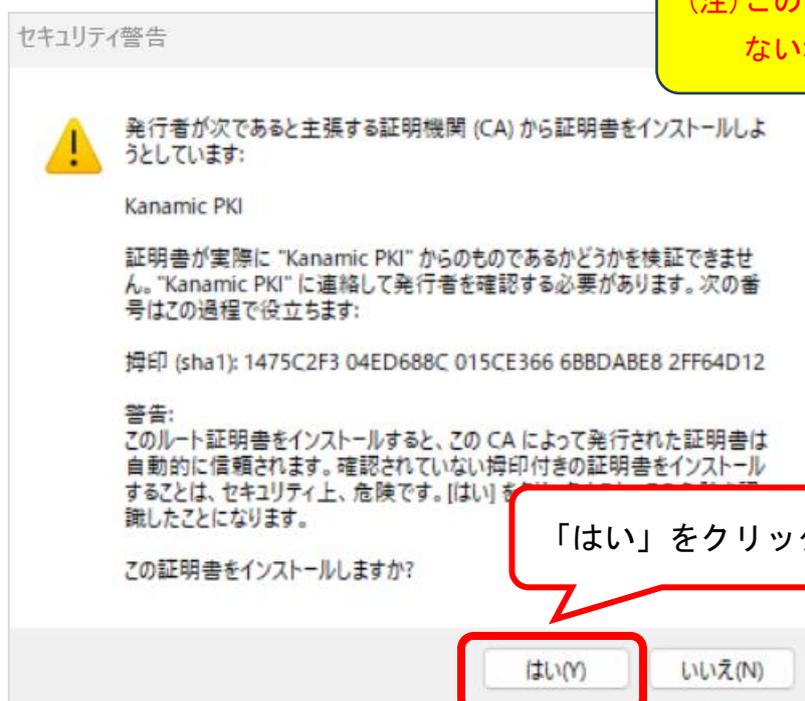 (注)この
ない
セキュリティ警告
発行者が次であると主張する証明機関 (CA) から証明書をインストールしよ
うとしています:
Kanamic PKI
証明書が実際に "Kanamic PKI" からのものであるかどうかを検証できませ
ん。"Kanamic PKI" に連絡して発行者を確認する必要があります。次の番
号はこの過程で役立ちます:
拇印 (sha1): 1475C2F3 04ED688C 015CE366 6BBDABE8 2FF64D12
警告:
このルート証明書をインストールすると、この CA によって発行された証明書は
自動的に信頼されます。確認されていない拇印付きの証明書をインストール
することは、セキュリティ上、危険です。[はい] を
識したことになります。
「はい」をクリック
この証明書をインストールしますか?
はい(Y)
いいえ(N)